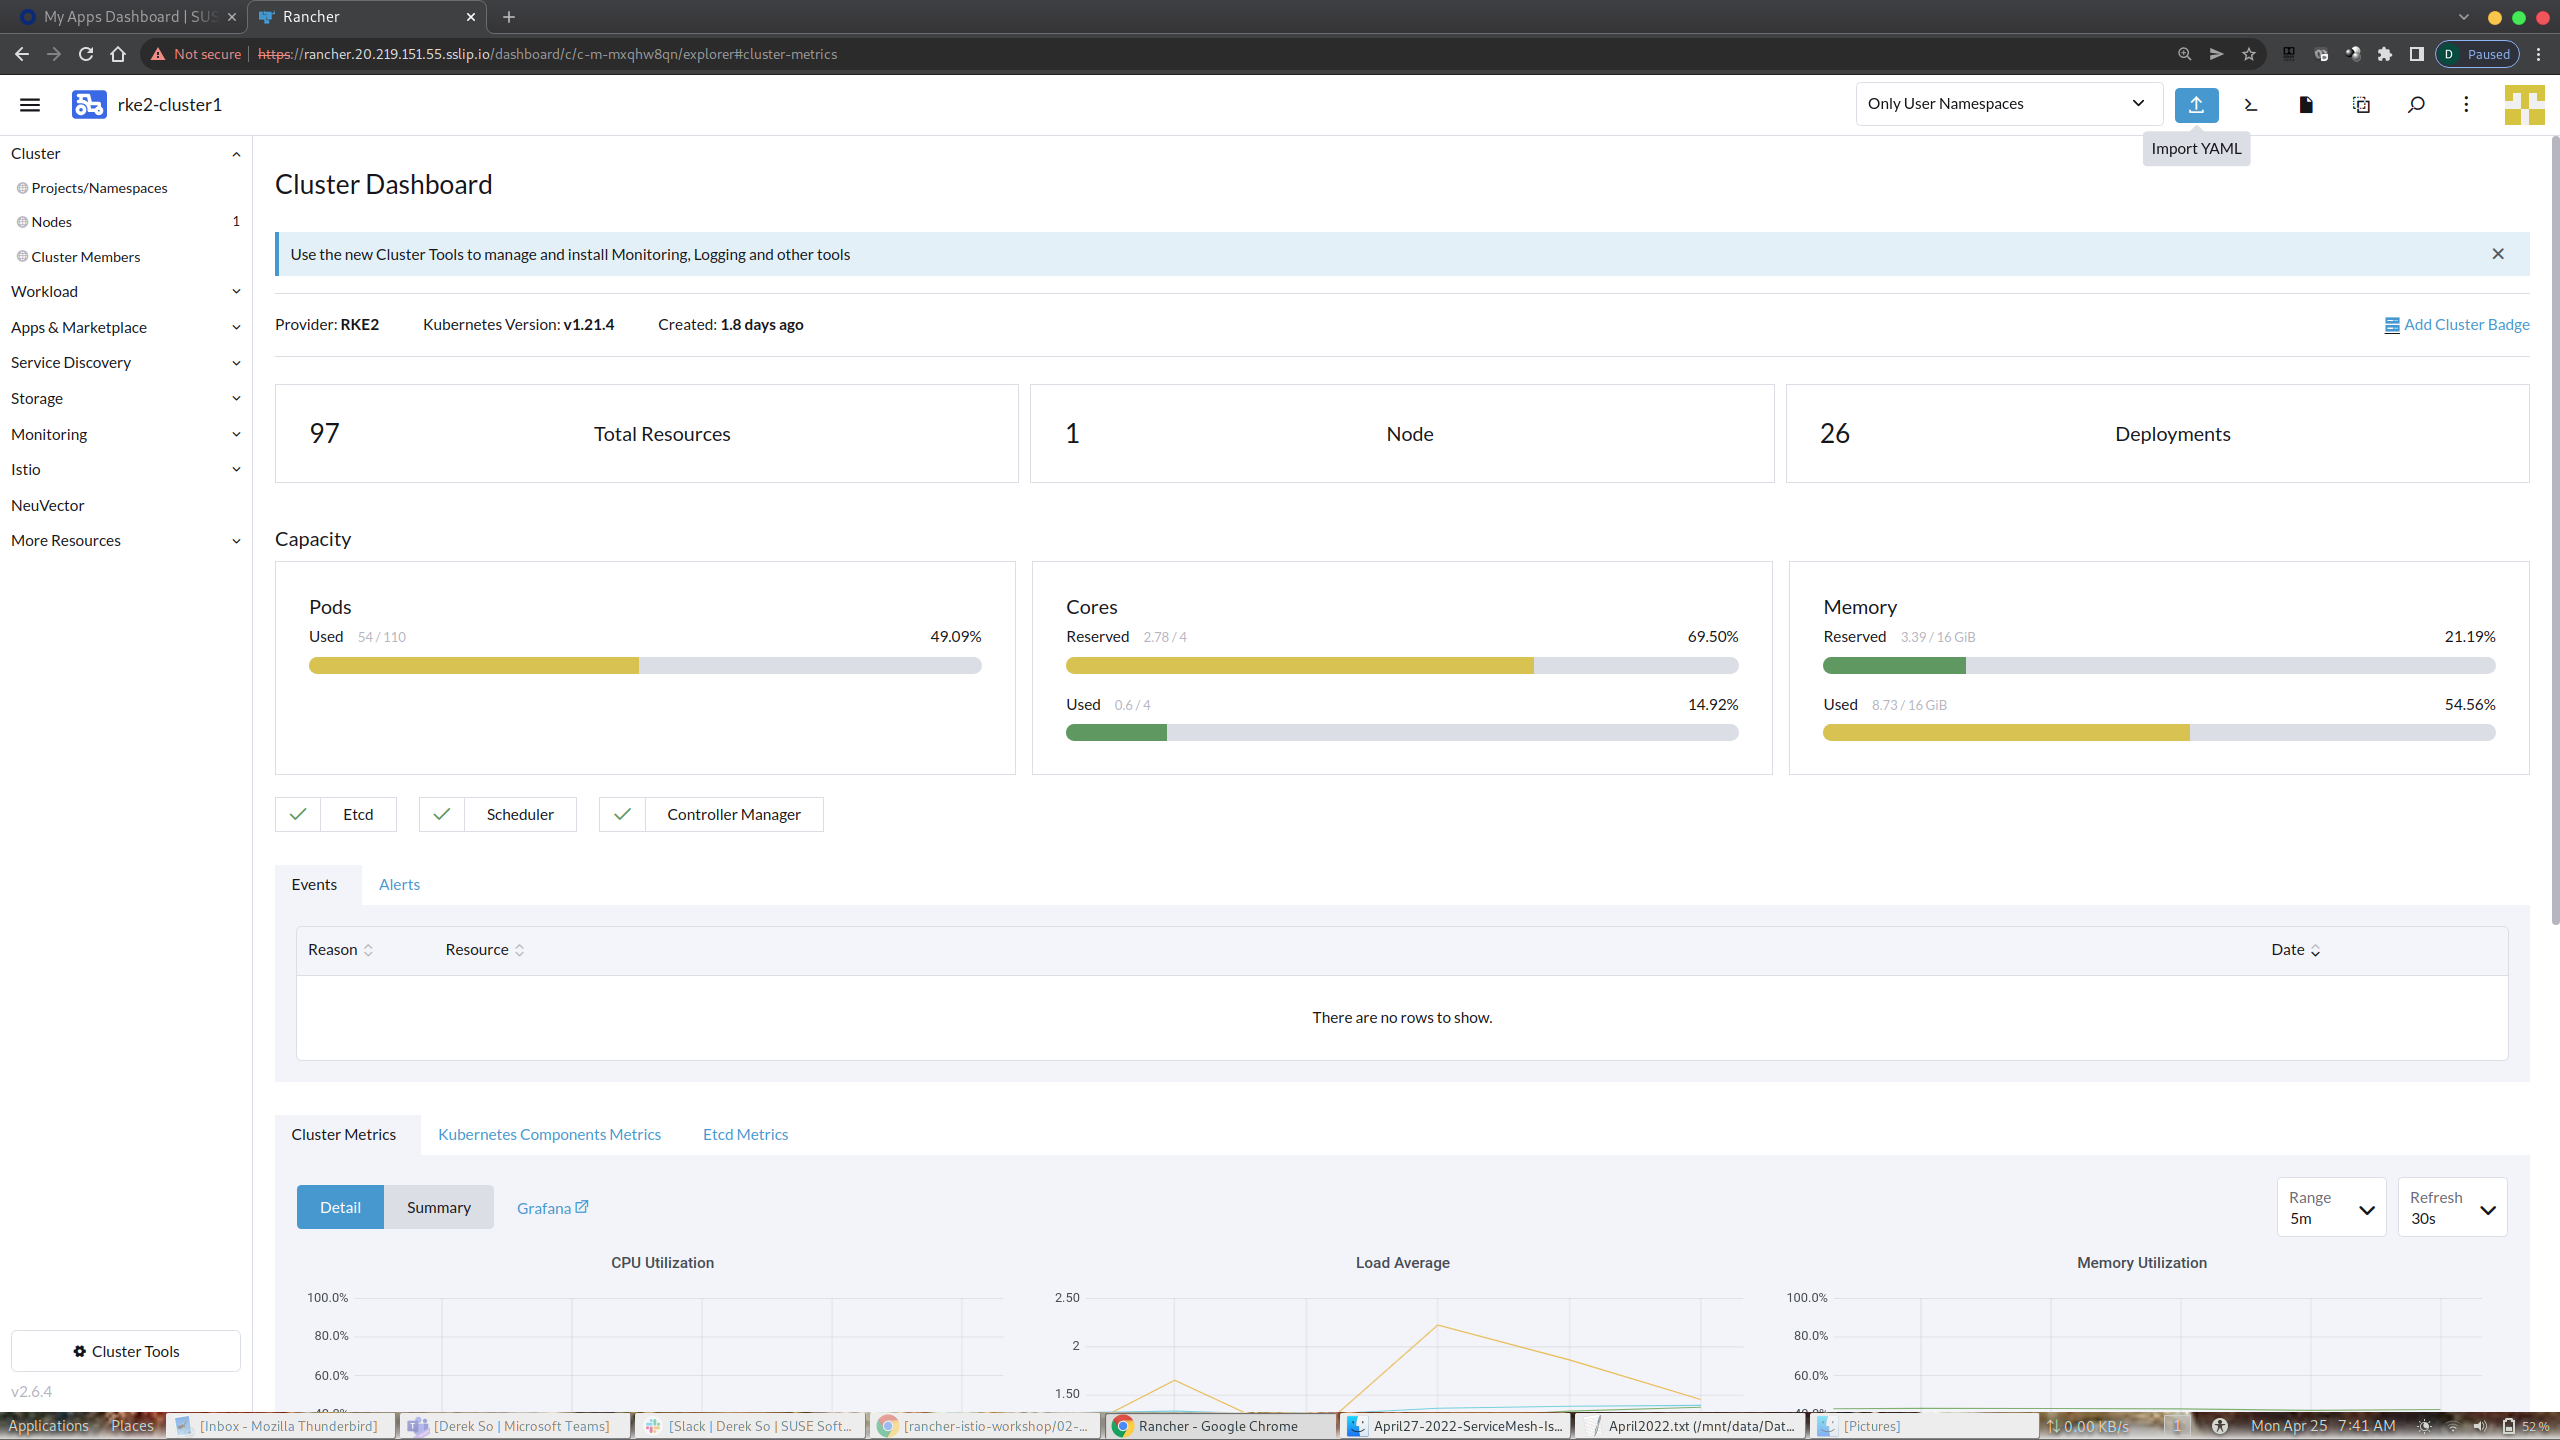 My Apps Dashboard | SUS
Rancher
Not secure
https://rancher.20.219.151.55.sslip.io/dashboard/c/c-m-mxqhw8qn/explorer#cluster-metrics
D Paused
rke2-cluster1
Only User Namespaces
Import YAML
Cluster
Projects/Namespaces
Nodes 1
Cluster Members
Workload
Apps & Marketplace
Service Discovery
Storage
Monitoring
Istio
NeuVector
More Resources
Cluster Tools
v2.6.4
Cluster Dashboard
Use the new Cluster Tools to manage and install Monitoring, Logging and other tools
Provider: RKE2 Kubernetes Version: v1.21.4 Created: 1.8 days ago
Add Cluster Badge
97 Total Resources
1 Node
26 Deployments
Capacity
Pods
Used 54 / 110 49.09%
Cores
Reserved 2.78 / 4 69.50%
Used 0.6 / 4 14.92%
Memory
Reserved 3.39 / 16 GiB 21.19%
Used 8.73 / 16 GiB 54.56%
Etcd
Scheduler
Controller Manager
Events Alerts
Reason Resource Date
There are no rows to show.
Cluster Metrics Kubernetes Components Metrics Etcd Metrics
Detail Summary Grafana
Range
5m
Refresh
30s
CPU Utilization
100.0%
80.0%
60.0%
Load Average
2.50
2
1.50
Memory Utilization
100.0%
80.0%
60.0%
Applications Places [Inbox - Mozilla Thunderbird] [Derek So | Microsoft Teams] [Slack | Derek So | SUSE Soft... [rancher-istio-workshop/02-... Rancher - Google Chrome April27-2022-ServiceMesh-Is... April2022.txt (/mnt/data/Dat... [Pictures] 0.00 KB/s 1 Mon Apr 25 7:41 AM 52 %